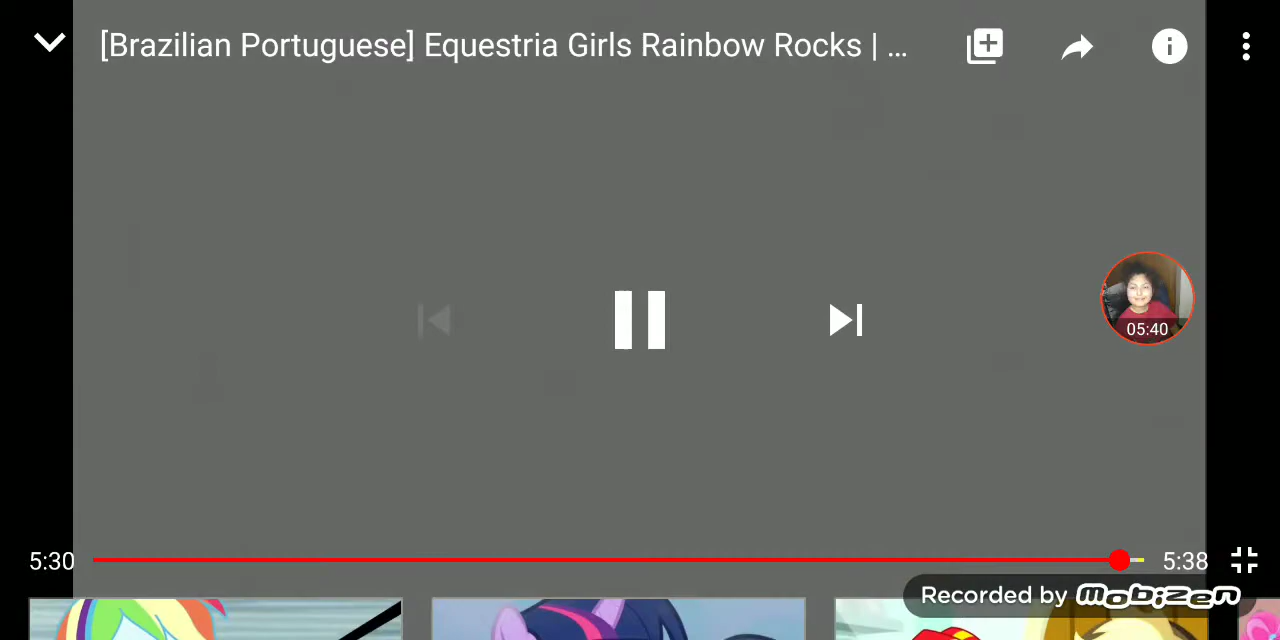 [Brazilian Portuguese] Equestria Girls Rainbow Rocks | ...
05:40
5:30
5:38
Recorded by mobizen